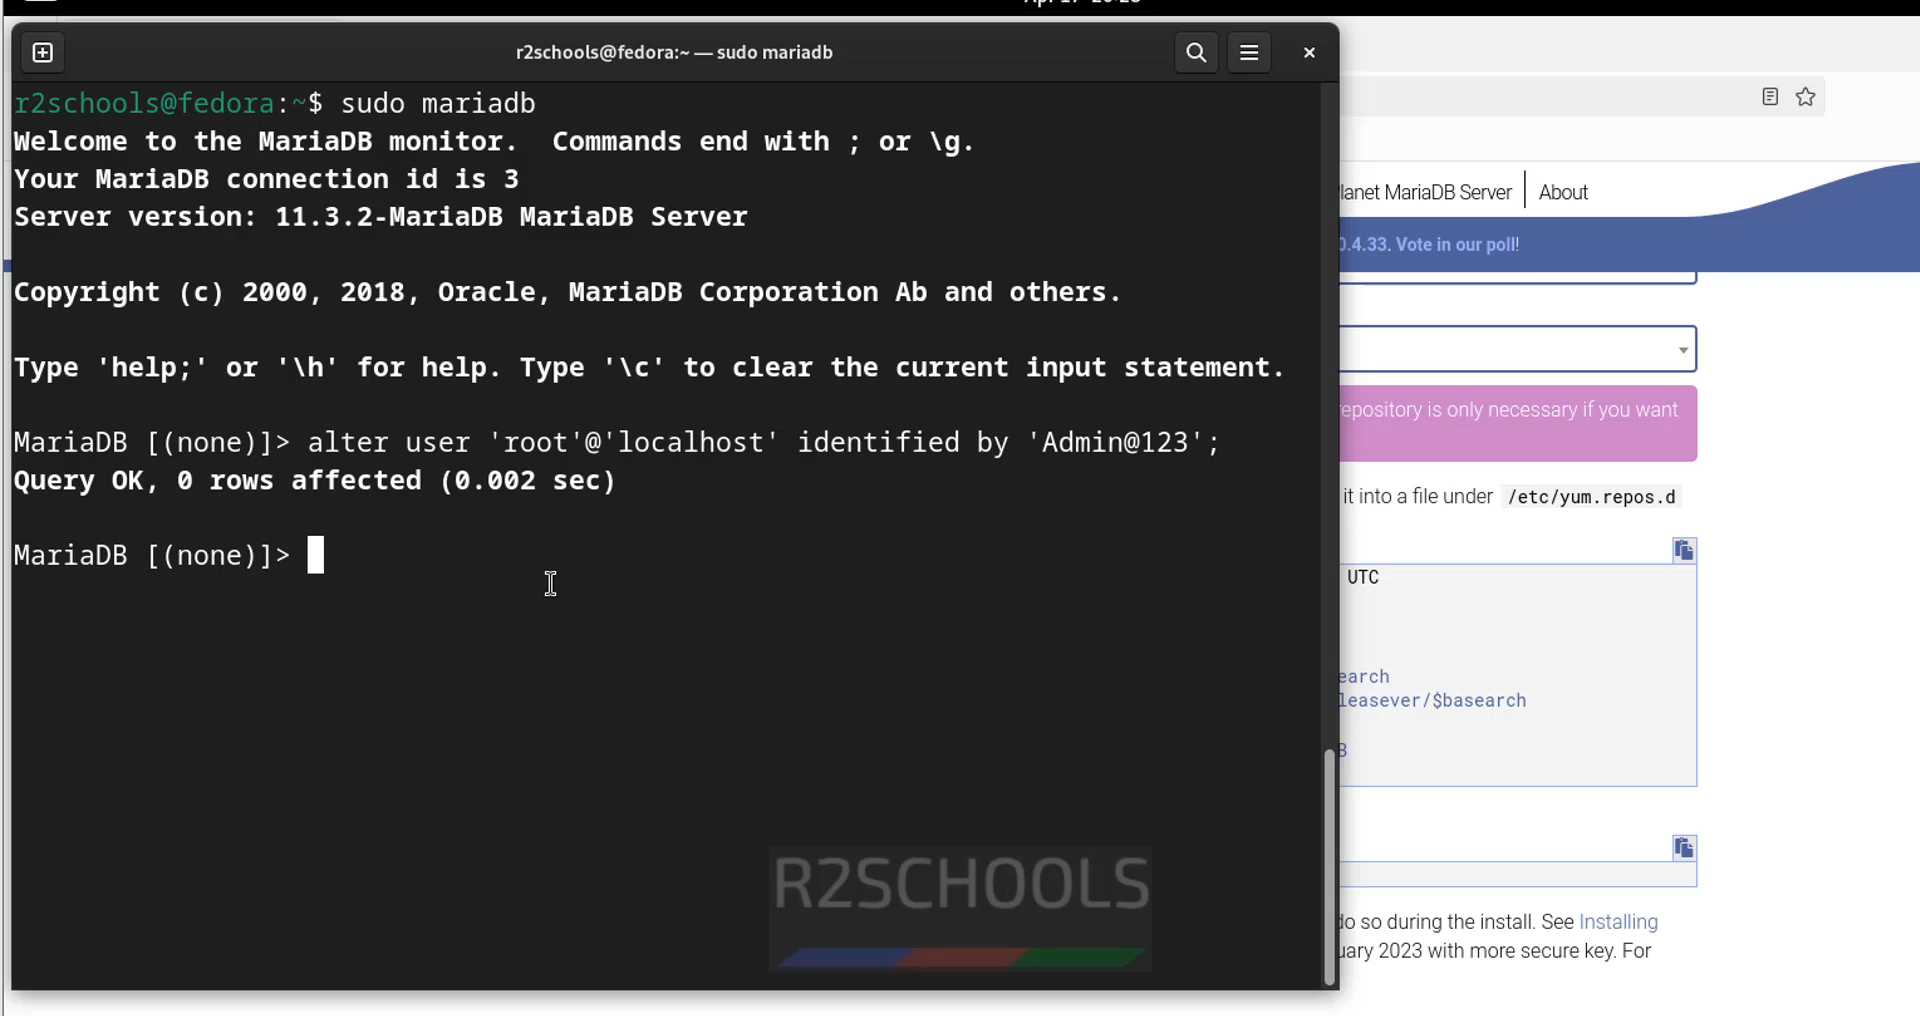 r2schools@fedora:~ — sudo mariadb
r2schools@fedora:~$ sudo mariadb
Welcome to the MariaDB monitor.  Commands end with ; or \g.
Your MariaDB connection id is 3
Server version: 11.3.2-MariaDB MariaDB Server
Copyright (c) 2000, 2018, Oracle, MariaDB Corporation Ab and others.
Type 'help;' or '\h' for help. Type '\c' to clear the current input statement.
MariaDB [(none)]> alter user 'root'@'localhost' identified by 'Admin@123';
Query OK, 0 rows affected (0.002 sec)
MariaDB [(none)]>
R2SCHOOLS
MariaDB Server
About
0.4.33. Vote in our poll!
repository is only necessary if you want
it into a file under /etc/yum.repos.d
UTC
earch
leasever/$basearch
B
do so during the install. See Installing
uary 2023 with more secure key. For